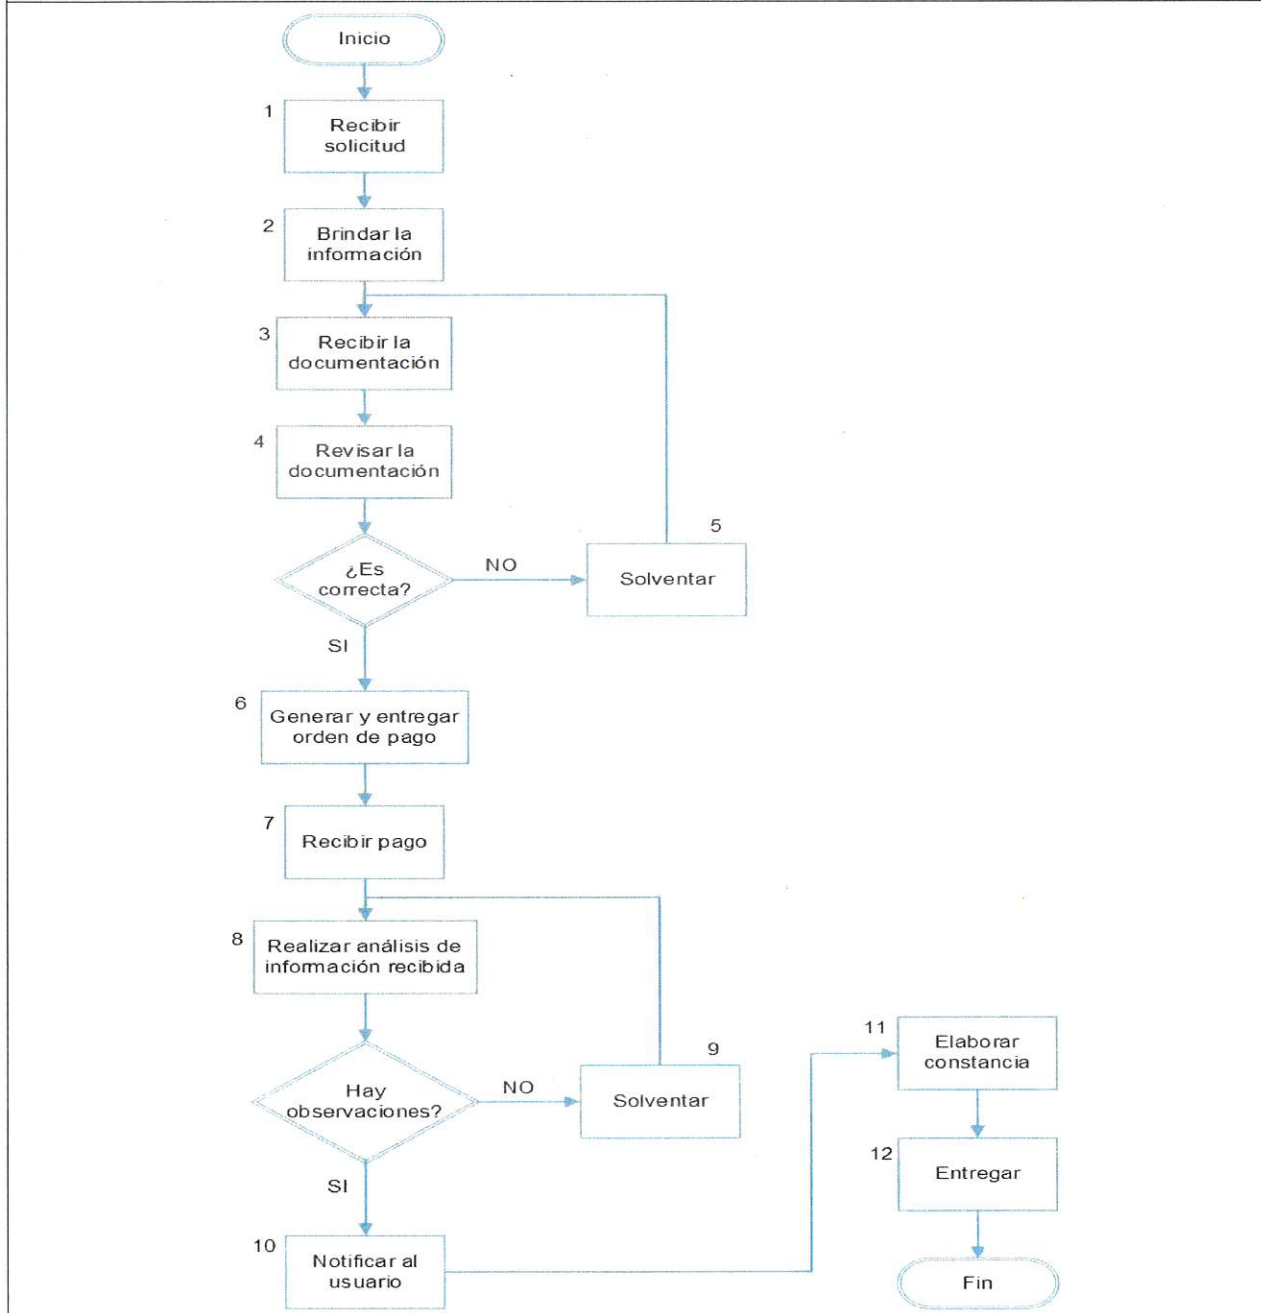 Inicio
1
Recibir
solicitud
2
Brindar la
información
3
Recibir la
documentación
4
Revisar la
documentación
¿Es
correcta?
NO
5
Solventar
SI
6
Generar y entregar
orden de pago
7
Recibir pago
8
Realizar análisis de
información recibida
Hay
observaciones?
NO
9
Solventar
SI
10
Notificar al
usuario
11
Elaborar
constancia
12
Entregar
Fin